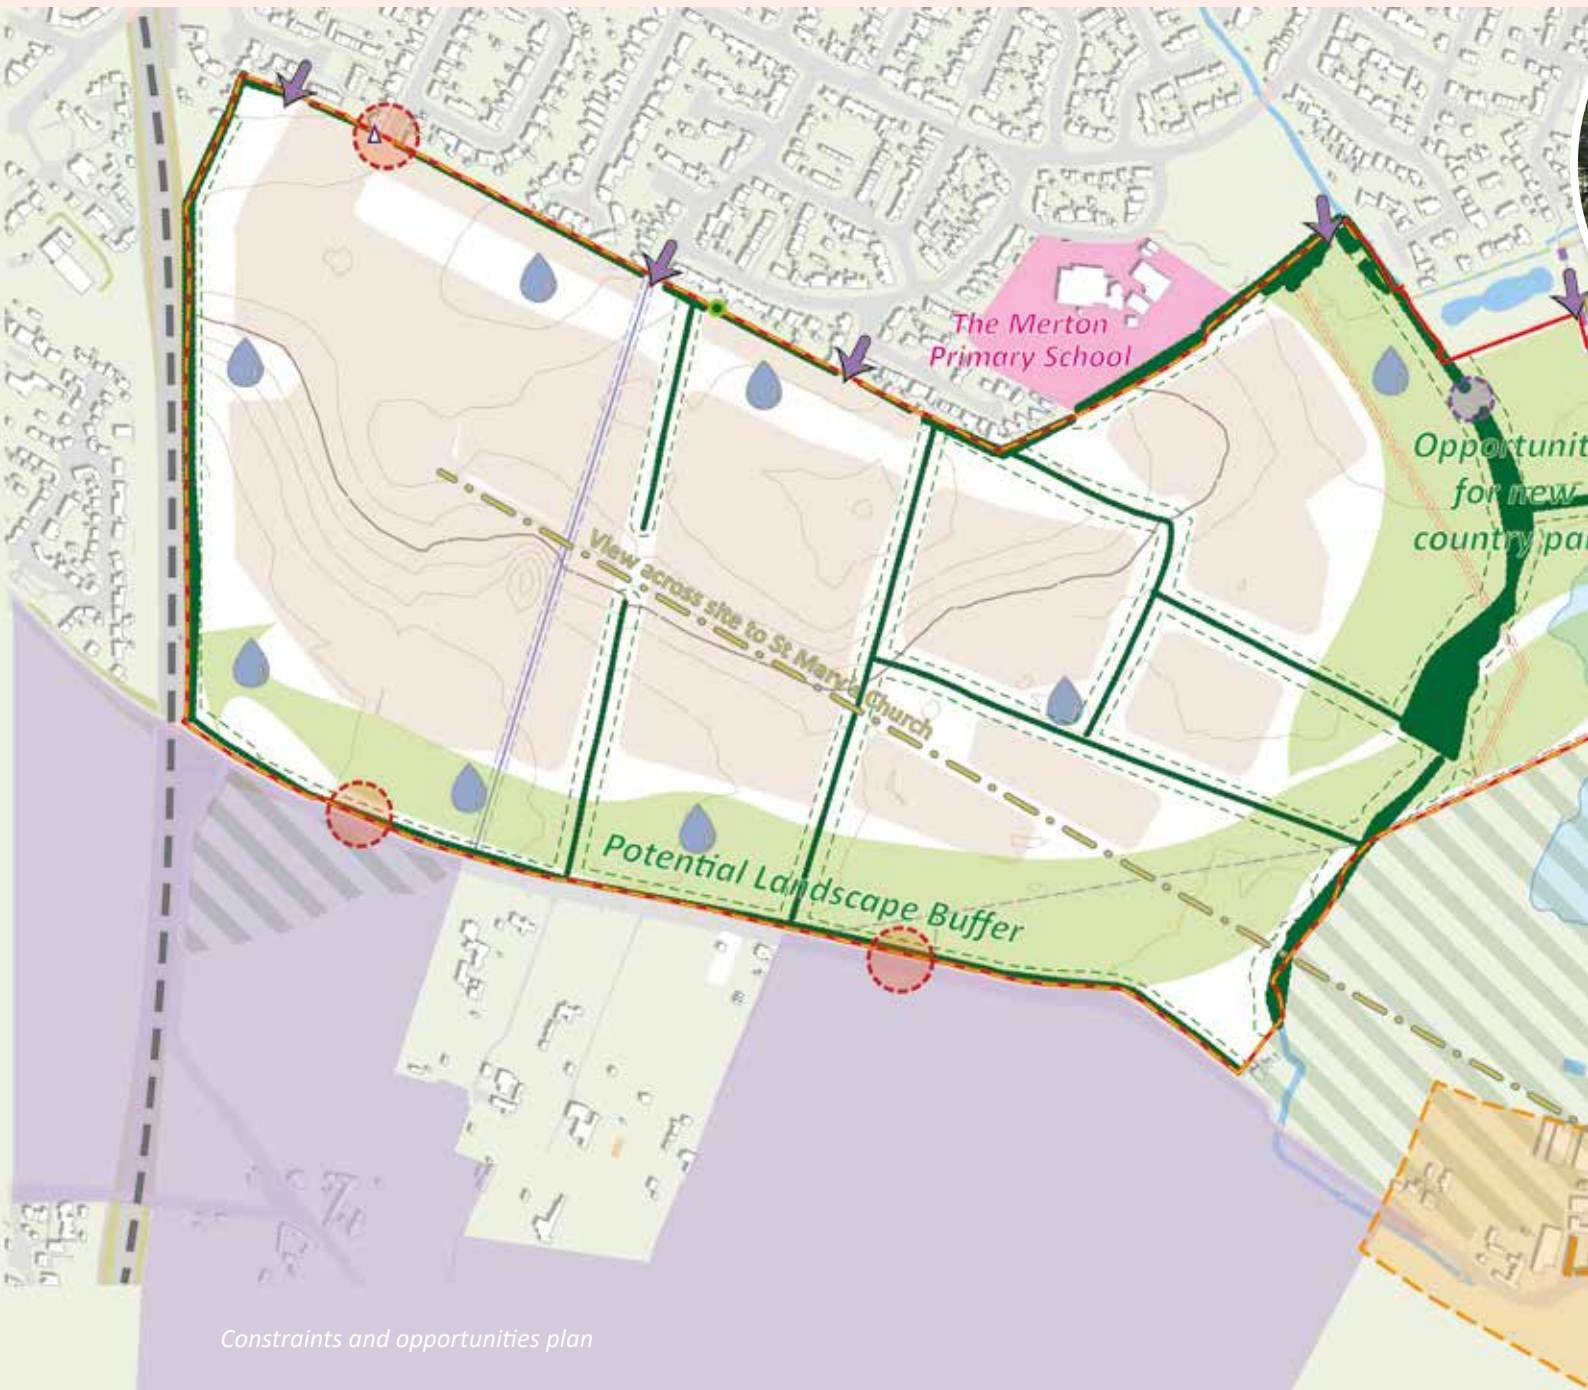 The Merton
Primary School
Opportunit
for new
country pa
View across site to St Mary's Church
Potential Landscape Buffer
Constraints and opportunities plan